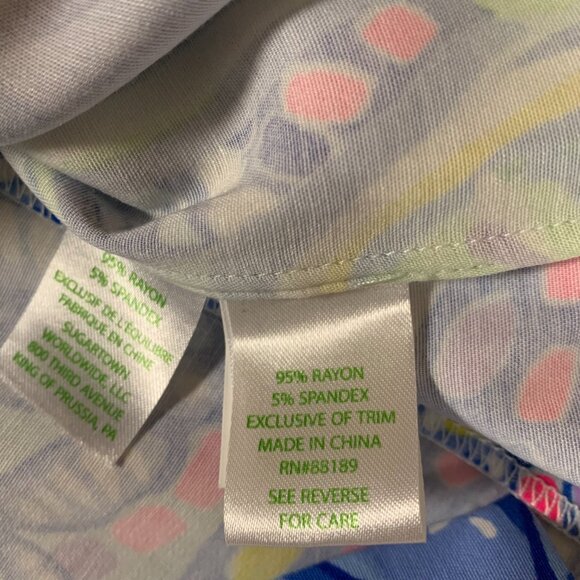 95% RAYON
5% SPANDEX
EXCLUSIF DE L'ÉQUILIBRE
FABRIQUE EN CHINE
SUGARTOWN
WORLDWIDE, LLC
800 THIRD AVENUE
KING OF PRUSSIA, PA
95% RAYON
5% SPANDEX
EXCLUSIVE OF TRIM
MADE IN CHINA
RN#88189
SEE REVERSE
FOR CARE